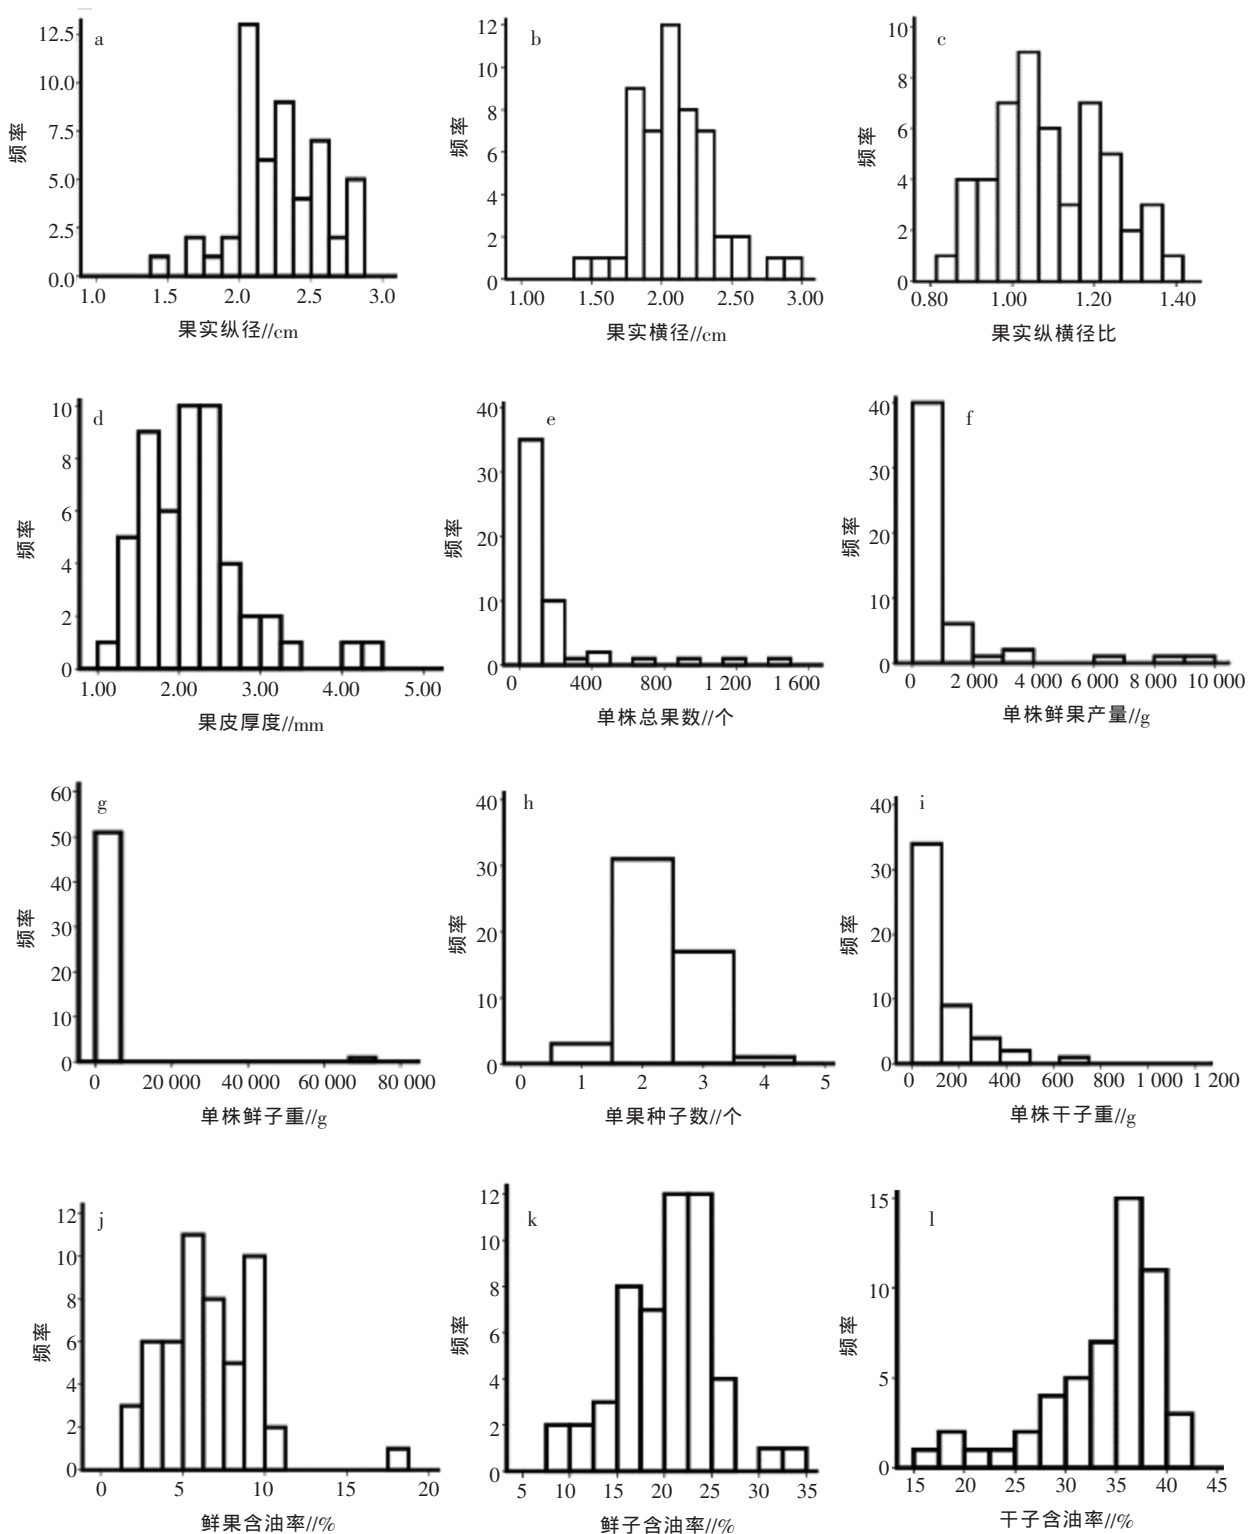 a
12.5
10.0
7.5
5.0
2.5
0.0
频率
1.0 1.5 2.0 2.5 3.0
果实纵径//cm
b
12
10
8
6
4
2
0
频率
1.00 1.50 2.00 2.50 3.00
果实横径//cm
c
10
8
6
4
2
0
频率
0.80 1.00 1.20 1.40
果实纵横径比
d
10
8
6
4
2
0
频率
1.00 2.00 3.00 4.00 5.00
果皮厚度//mm
e
40
30
20
10
0
频率
0 400 800 1 200 1 600
单株总果数//个
f
40
30
20
10
0
频率
0 2 000 4 000 6 000 8 000 10 000
单株鲜果产量//g
g
60
50
40
30
20
10
0
频率
0 20 000 40 000 60 000 80 000
单株鲜子重//g
h
40
30
20
10
0
频率
0 1 2 3 4 5
单果种子数//个
i
40
30
20
10
0
频率
0 200 400 600 800 1 000 1 200
单株干子重//g
j
12
10
8
6
4
2
0
频率
0 5 10 15 20
鲜果含油率//%
k
12
10
8
6
4
2
0
频率
5 10 15 20 25 30 35
鲜子含油率//%
l
15
10
5
0
频率
15 20 25 30 35 40 45
干子含油率//%